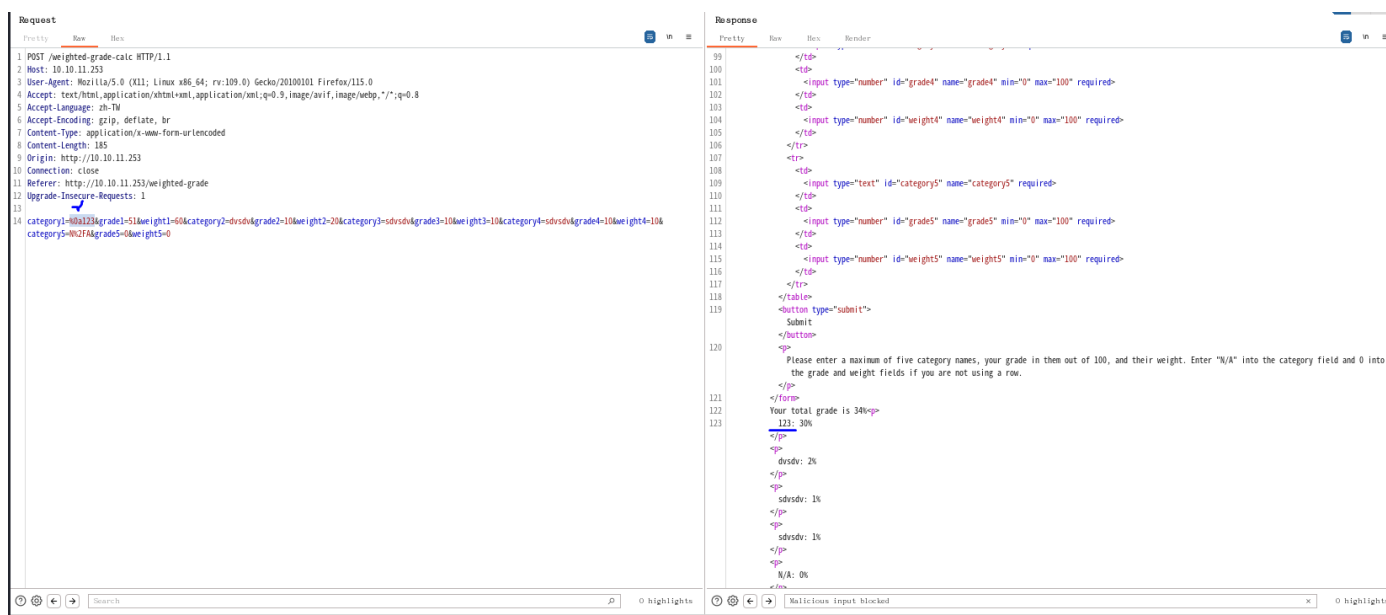 Request
Pretty Raw Hex
\n
1 POST /weighted-grade-calc HTTP/1.1
2 Host: 10.10.11.253
3 User-Agent: Mozilla/5.0 (X11; Linux x86_64; rv:109.0) Gecko/20100101 Firefox/115.0
4 Accept: text/html,application/xhtml+xml,application/xml;q=0.9,image/avif,image/webp,*/*;q=0.8
5 Accept-Language: zh-TW
6 Accept-Encoding: gzip, deflate, br
7 Content-Type: application/x-www-form-urlencoded
8 Content-Length: 185
9 Origin: http://10.10.11.253
10 Connection: close
11 Referer: http://10.10.11.253/weighted-grade
12 Upgrade-Insecure-Requests: 1
13
14 category1=%0a123&grade1=51&weight1=60&category2=dvsdv&grade2=10&weight2=20&category3=sdvsdv&grade3=10&weight3=10&category4=sdvsdv&grade4=10&weight4=10&
category5=N%2FA&grade5=0&weight5=0
Search
0 highlights
Response
Pretty Raw Hex Render
\n
99 </td>
100 <td>
101 <input type="number" id="grade4" name="grade4" min="0" max="100" required>
102 </td>
103 <td>
104 <input type="number" id="weight4" name="weight4" min="0" max="100" required>
105 </td>
106 </tr>
107 <tr>
108 <td>
109 <input type="text" id="category5" name="category5" required>
110 </td>
111 <td>
112 <input type="number" id="grade5" name="grade5" min="0" max="100" required>
113 </td>
114 <td>
115 <input type="number" id="weight5" name="weight5" min="0" max="100" required>
116 </td>
117 </tr>
118 </table>
119 <button type="submit">
Submit
</button>
120 <p>
Please enter a maximum of five category names, your grade in them out of 100, and their weight. Enter "N/A" into the category field and 0 into
the grade and weight fields if you are not using a row.
</p>
121 </form>
122 Your total grade is 34%<p>
123 123: 30%
</p>
<p>
dvsdv: 2%
</p>
<p>
sdvsdv: 1%
</p>
<p>
sdvsdv: 1%
</p>
<p>
N/A: 0%
</p>
Malicious input blocked
0 highlights